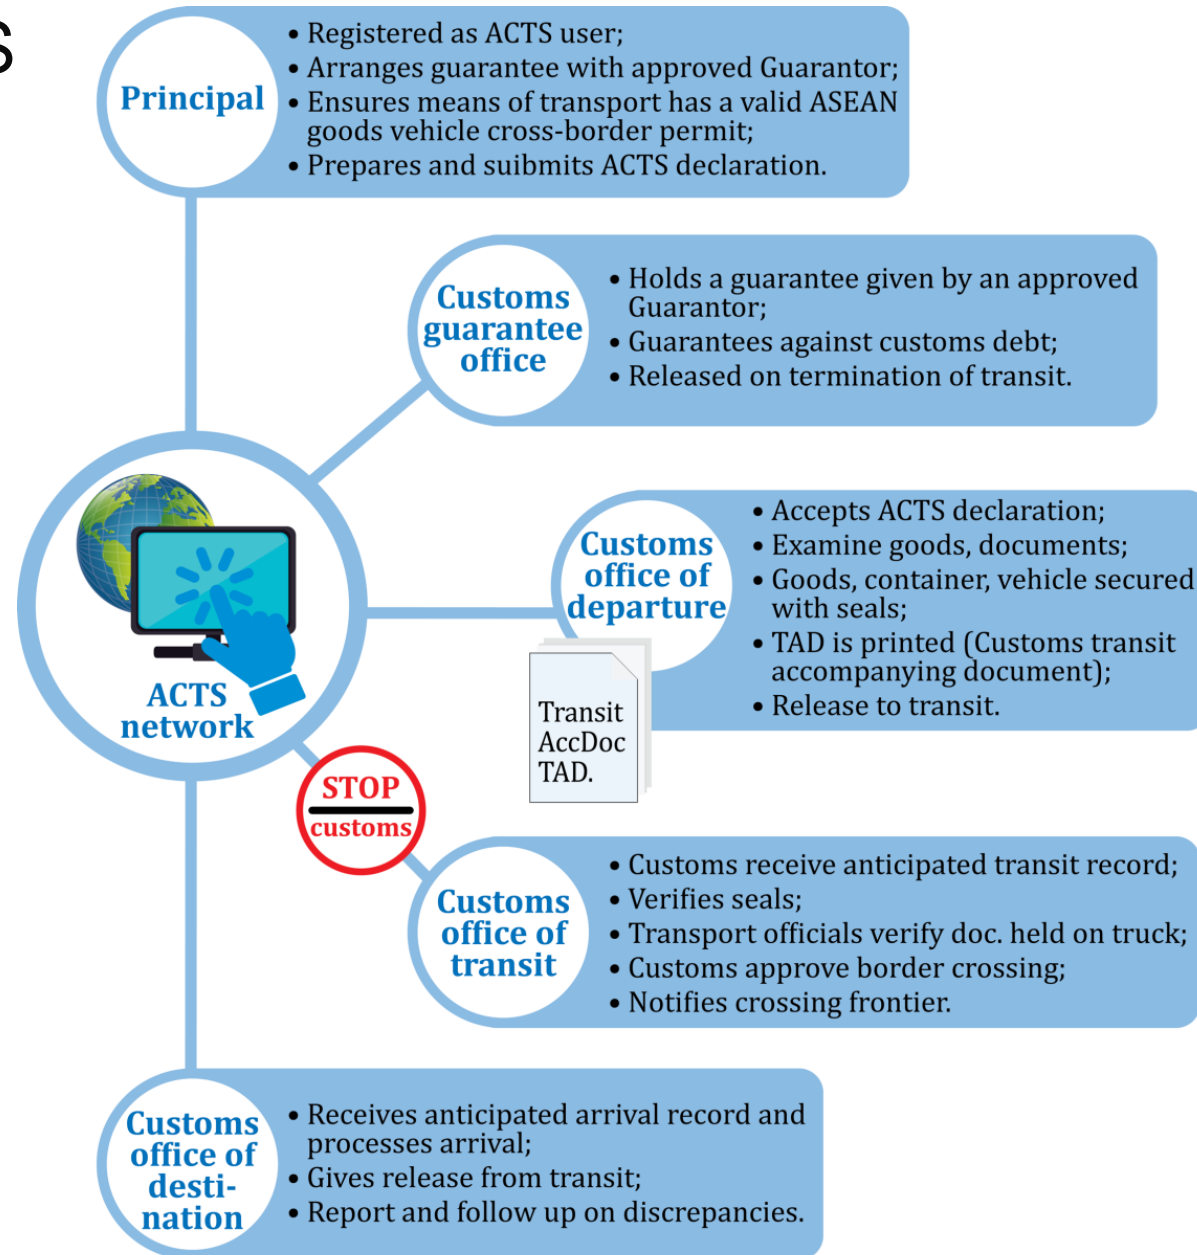 S
Principal
• Registered as ACTS user;
• Arranges guarantee with approved Guarantor;
• Ensures means of transport has a valid ASEAN
goods vehicle cross-border permit;
• Prepares and suibmits ACTS declaration.
Customs
guarantee
office
• Holds a guarantee given by an approved
Guarantor;
• Guarantees against customs debt;
• Released on termination of transit.
Customs
office of
departure
• Accepts ACTS declaration;
• Examine goods, documents;
• Goods, container, vehicle secured
with seals;
• TAD is printed (Customs transit
accompanying document);
• Release to transit.
Transit
AccDoc
TAD.
ACTS
network
STOP
customs
Customs
office of
transit
• Customs receive anticipated transit record;
• Verifies seals;
• Transport officials verify doc. held on truck;
• Customs approve border crossing;
• Notifies crossing frontier.
Customs
office of
desti-
nation
• Receives anticipated arrival record and
processes arrival;
• Gives release from transit;
• Report and follow up on discrepancies.